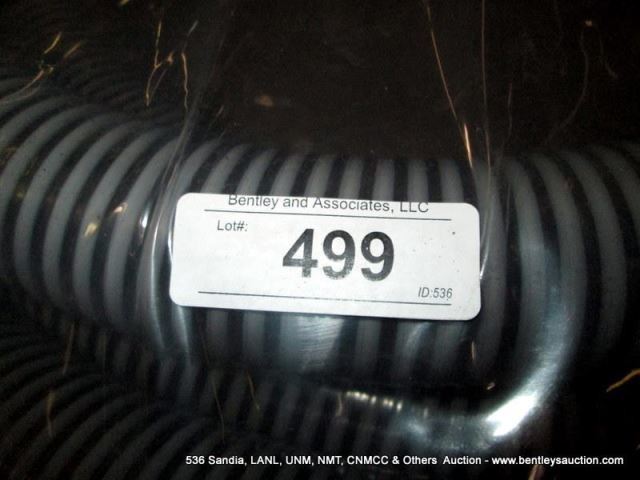 Bentley and Associates, LLC
Lot#:
499
ID:536
536 Sandia, LANL, UNM, NMT, CNMCC & Others Auction - www.bentleysauction.com